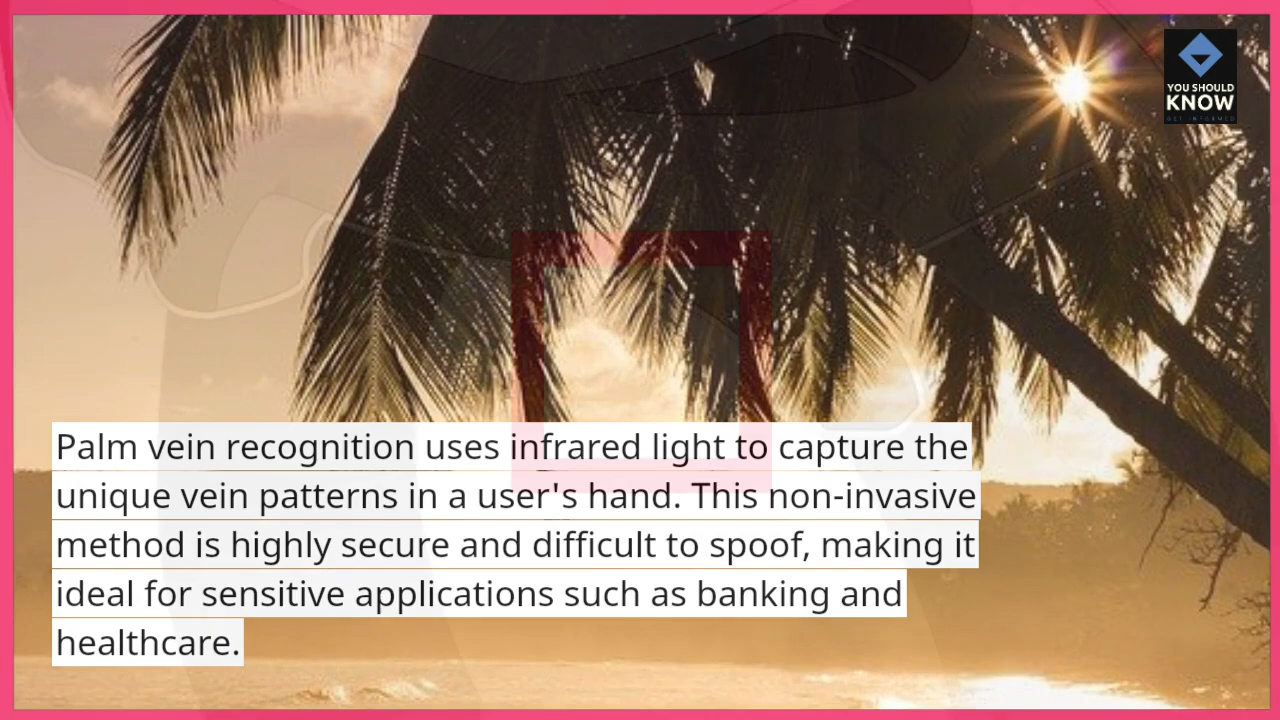 YOU SHOULD
KNOW
GET INFORMED
Palm vein recognition uses infrared light to capture the
unique vein patterns in a user's hand. This non-invasive
method is highly secure and difficult to spoof, making it
ideal for sensitive applications such as banking and
healthcare.